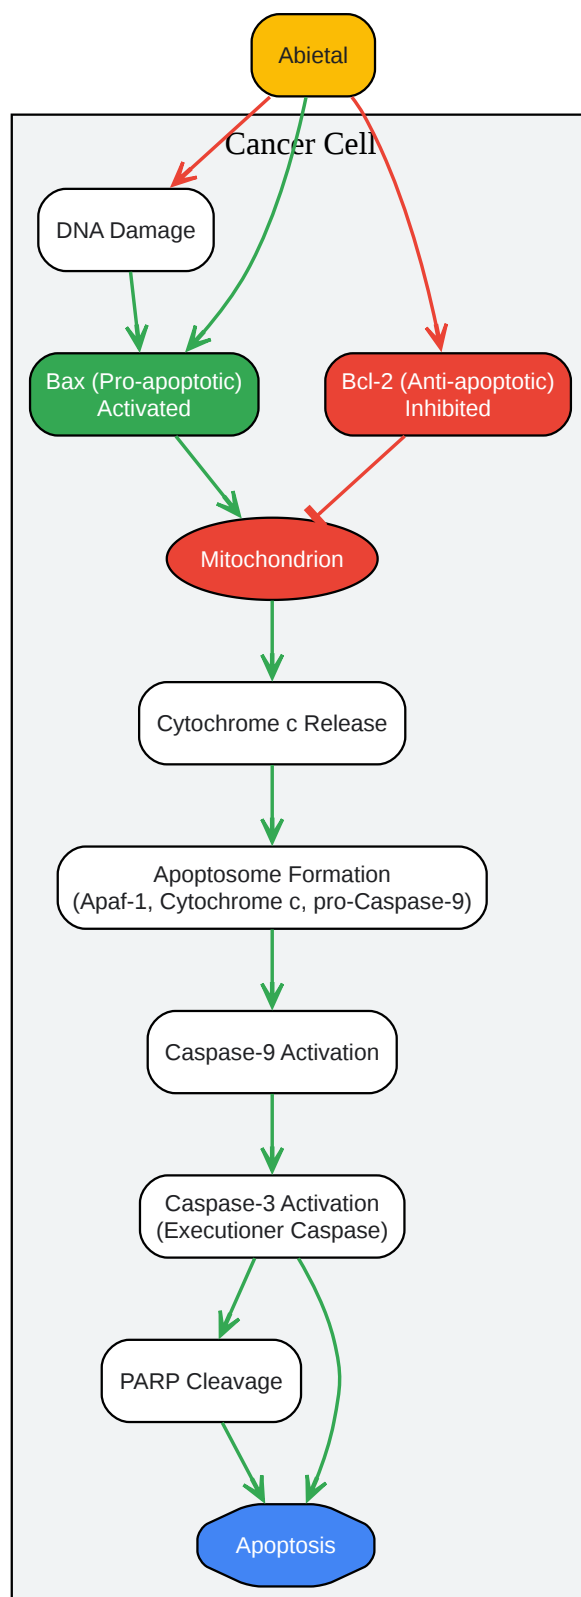 Abietal
Cancer Cell
DNA Damage
Bax (Pro-apoptotic)
Activated
Bcl-2 (Anti-apoptotic)
Inhibited
Mitochondrion
Cytochrome c Release
Apoptosome Formation
(Apaf-1, Cytochrome c, pro-Caspase-9)
Caspase-9 Activation
Caspase-3 Activation
(Executioner Caspase)
PARP Cleavage
Apoptosis